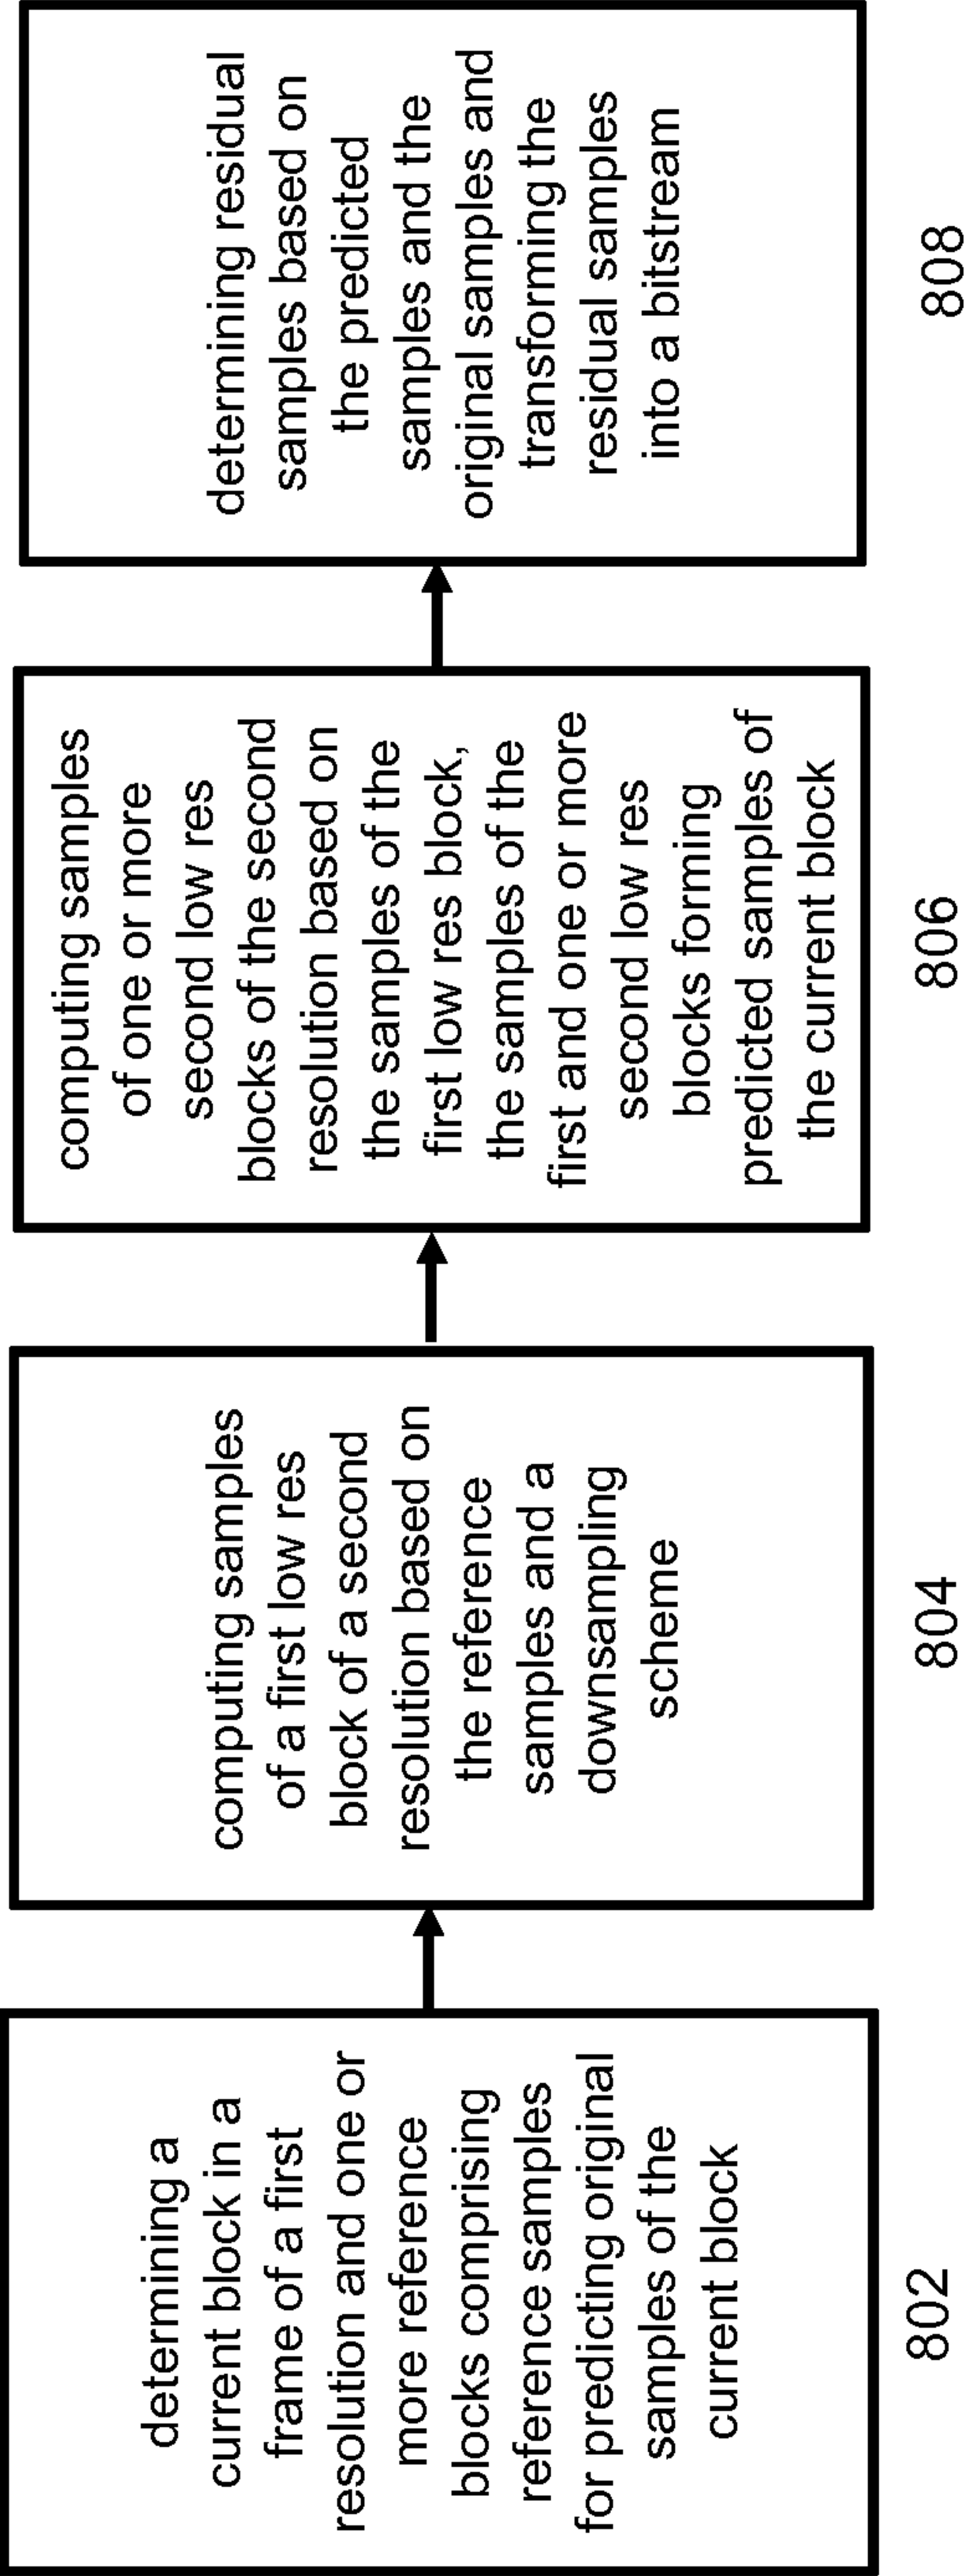 determining a
current block in a
frame of a first
resolution and one or
more reference
blocks comprising
reference samples
for predicting original
samples of the
current block
802
computing samples
of a first low res
block of a second
resolution based on
the reference
samples and a
downsampling
scheme
804
computing samples
of one or more
second low res
blocks of the second
resolution based on
the samples of the
first low res block,
the samples of the
first and one or more
second low res
blocks forming
predicted samples of
the current block
806
determining residual
samples based on
the predicted
samples and the
original samples and
transforming the
residual samples
into a bitstream
808